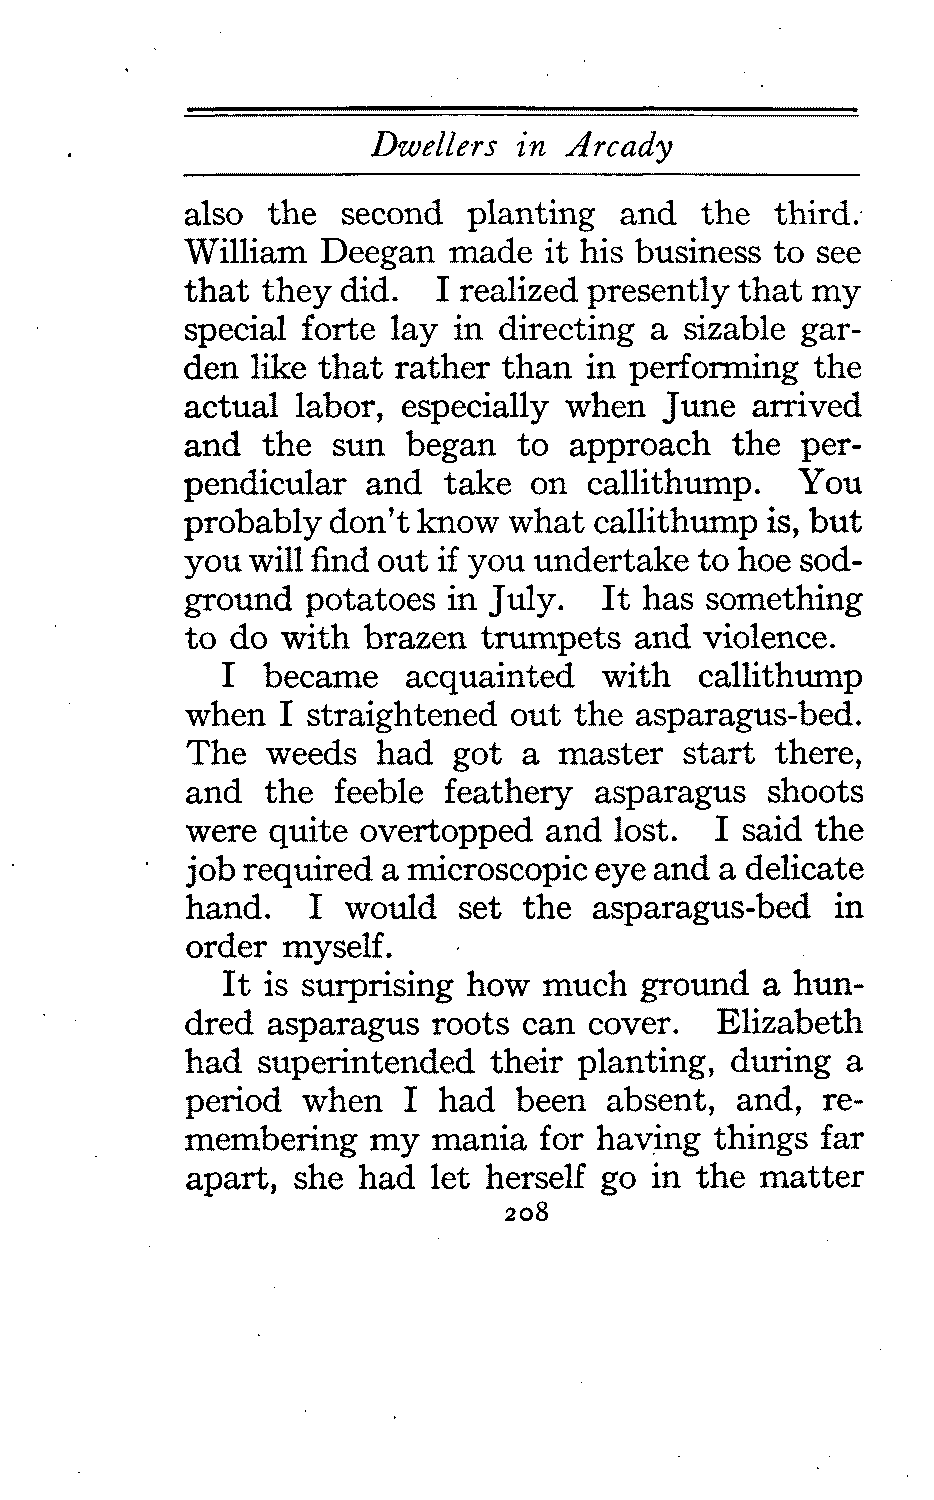 Dwellers in Arcady
also the second planting and the third.
William Deegan made it his business to see
that they did. I realized presently that my
special forte lay in directing a sizable gar-
den like that rather than in performing the
actual labor, especially when June arrived
and the sun began to approach the per-
pendicular and take on callithump. You
probably don't know what callithump is, but
you will find out if you undertake to hoe sod-
ground potatoes in July. It has something
to do with brazen trumpets and violence.
I became acquainted with callithump
when I straightened out the asparagus-bed.
The weeds had got a master start there,
and the feeble feathery asparagus shoots
were quite overtopped and lost. I said the
job required a microscopic eye and a delicate
hand. I would set the asparagus-bed in
order myself.
It is surprising how much ground a hun-
dred asparagus roots can cover. Elizabeth
had superintended their planting, during a
period when I had been absent, and, re-
membering my mania for having things far
apart, she had let herself go in the matter
208